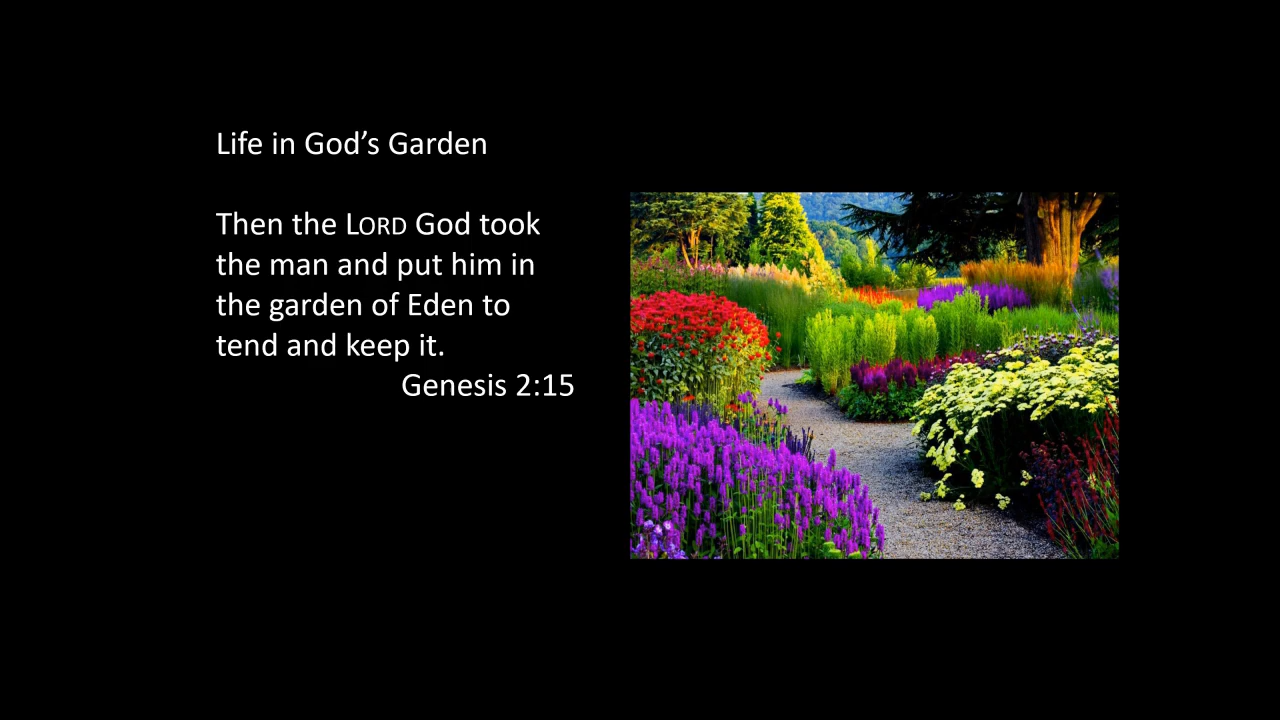 Life in God’s Garden
Then the LORD God took
the man and put him in
the garden of Eden to
tend and keep it.
Genesis 2:15